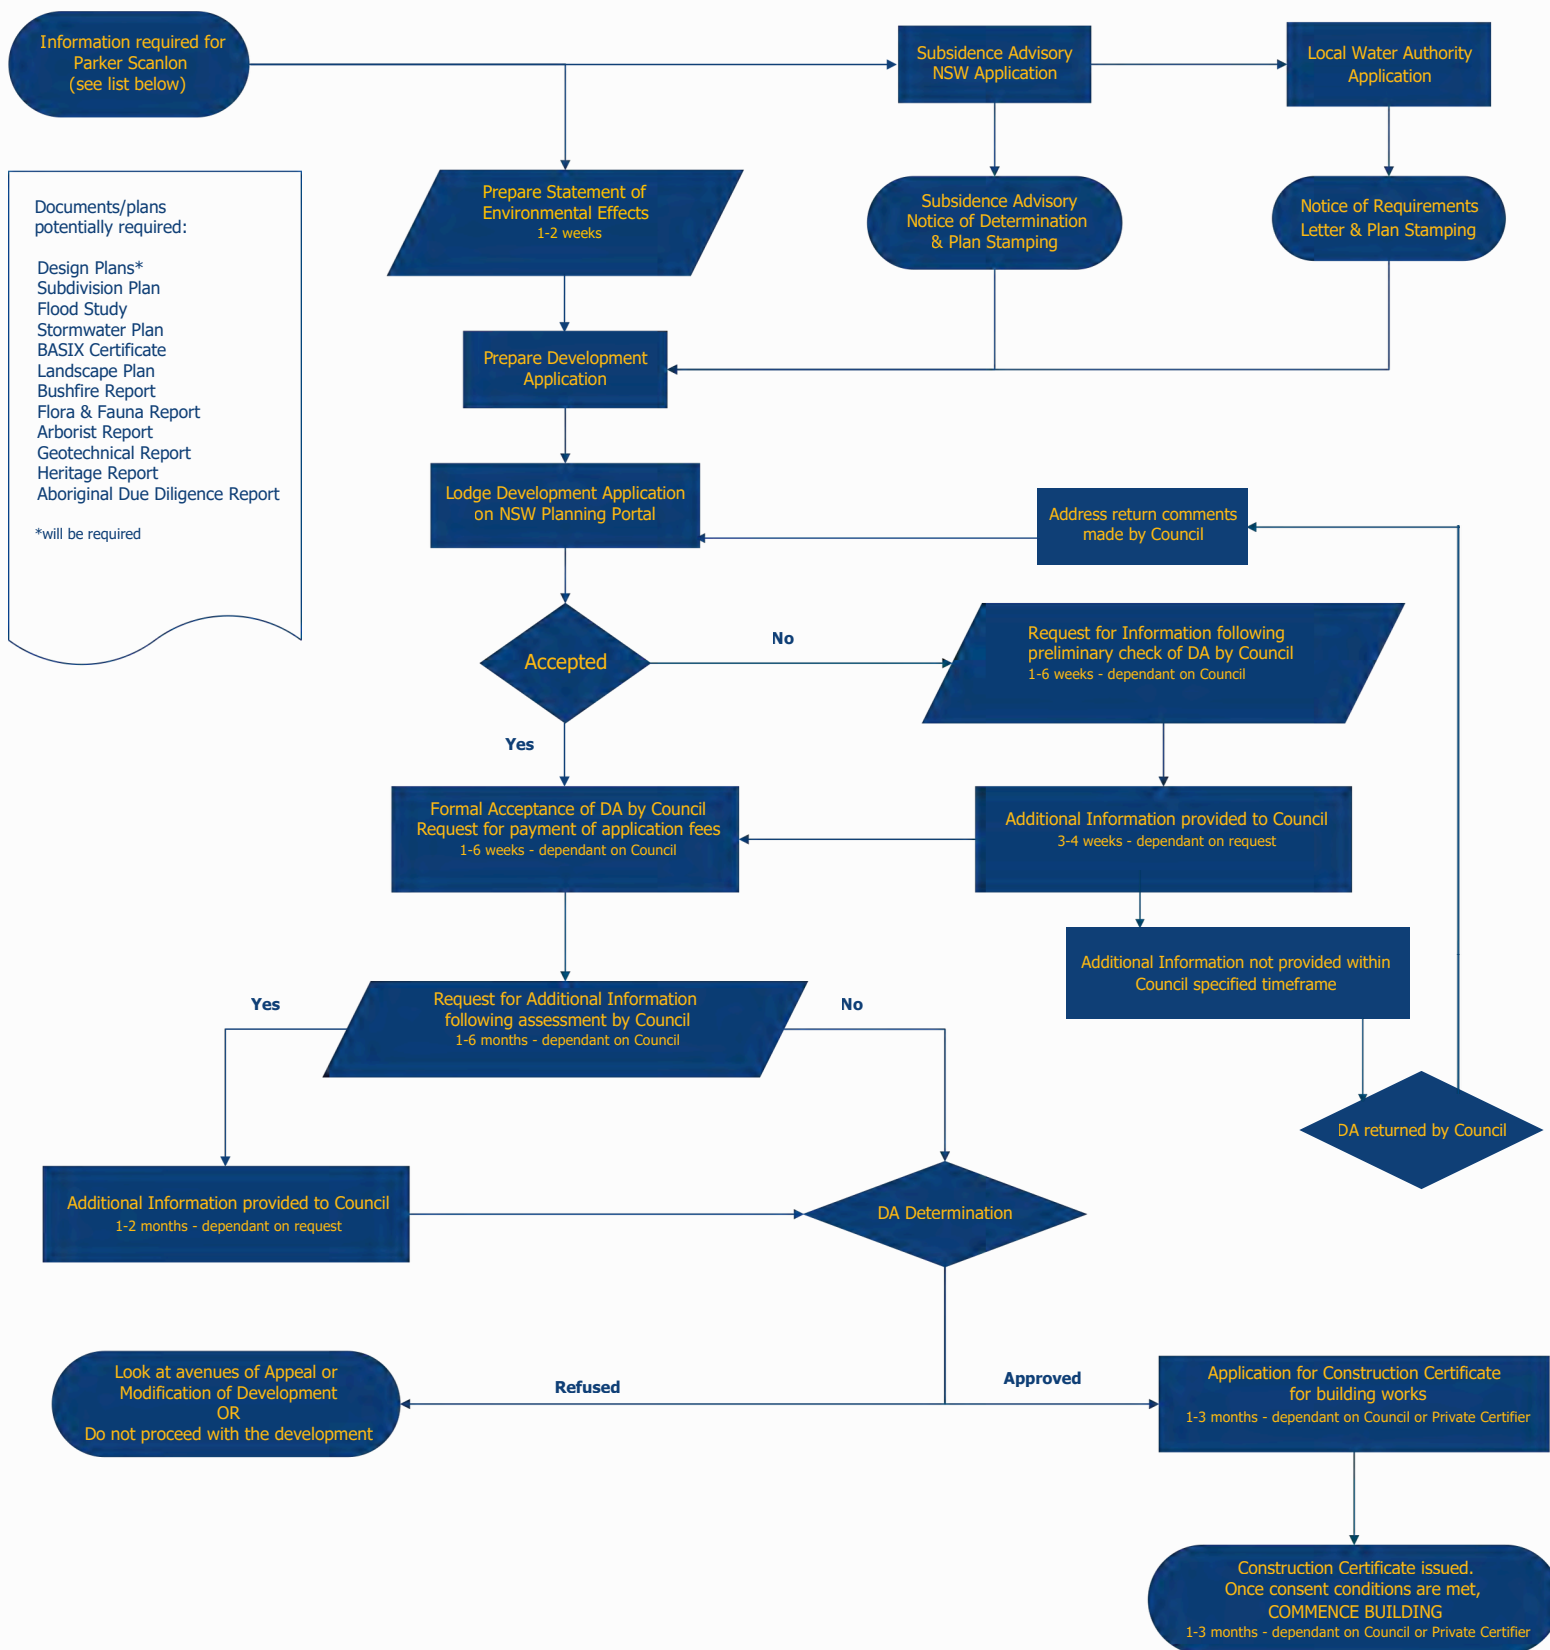 Information required for
Parker Scanlon
(see list below)
Subsidence Advisory
NSW Application
Local Water Authority
Application
Documents/plans
potentially required:
Design Plans*
Subdivision Plan
Flood Study
Stormwater Plan
BASIX Certificate
Landscape Plan
Bushfire Report
Flora & Fauna Report
Arborist Report
Geotechnical Report
Heritage Report
Aboriginal Due Diligence Report
*will be required
Prepare Statement of
Environmental Effects
1-2 weeks
Subsidence Advisory
Notice of Determination
& Plan Stamping
Notice of Requirements
Letter & Plan Stamping
Prepare Development
Application
Lodge Development Application
on NSW Planning Portal
Address return comments
made by Council
Accepted
No
Request for Information following
preliminary check of DA by Council
1-6 weeks - dependant on Council
Yes
Formal Acceptance of DA by Council
Request for payment of application fees
1-6 weeks - dependant on Council
Additional Information provided to Council
3-4 weeks - dependant on request
Additional Information not provided within
Council specified timeframe
Yes
Request for Additional Information
following assessment by Council
1-6 months - dependant on Council
No
DA returned by Council
Additional Information provided to Council
1-2 months - dependant on request
DA Determination
Look at avenues of Appeal or
Modification of Development
OR
Do not proceed with the development
Refused
Approved
Application for Construction Certificate
for building works
1-3 months - dependant on Council or Private Certifier
Construction Certificate issued.
Once consent conditions are met,
COMMENCE BUILDING
1-3 months - dependant on Council or Private Certifier